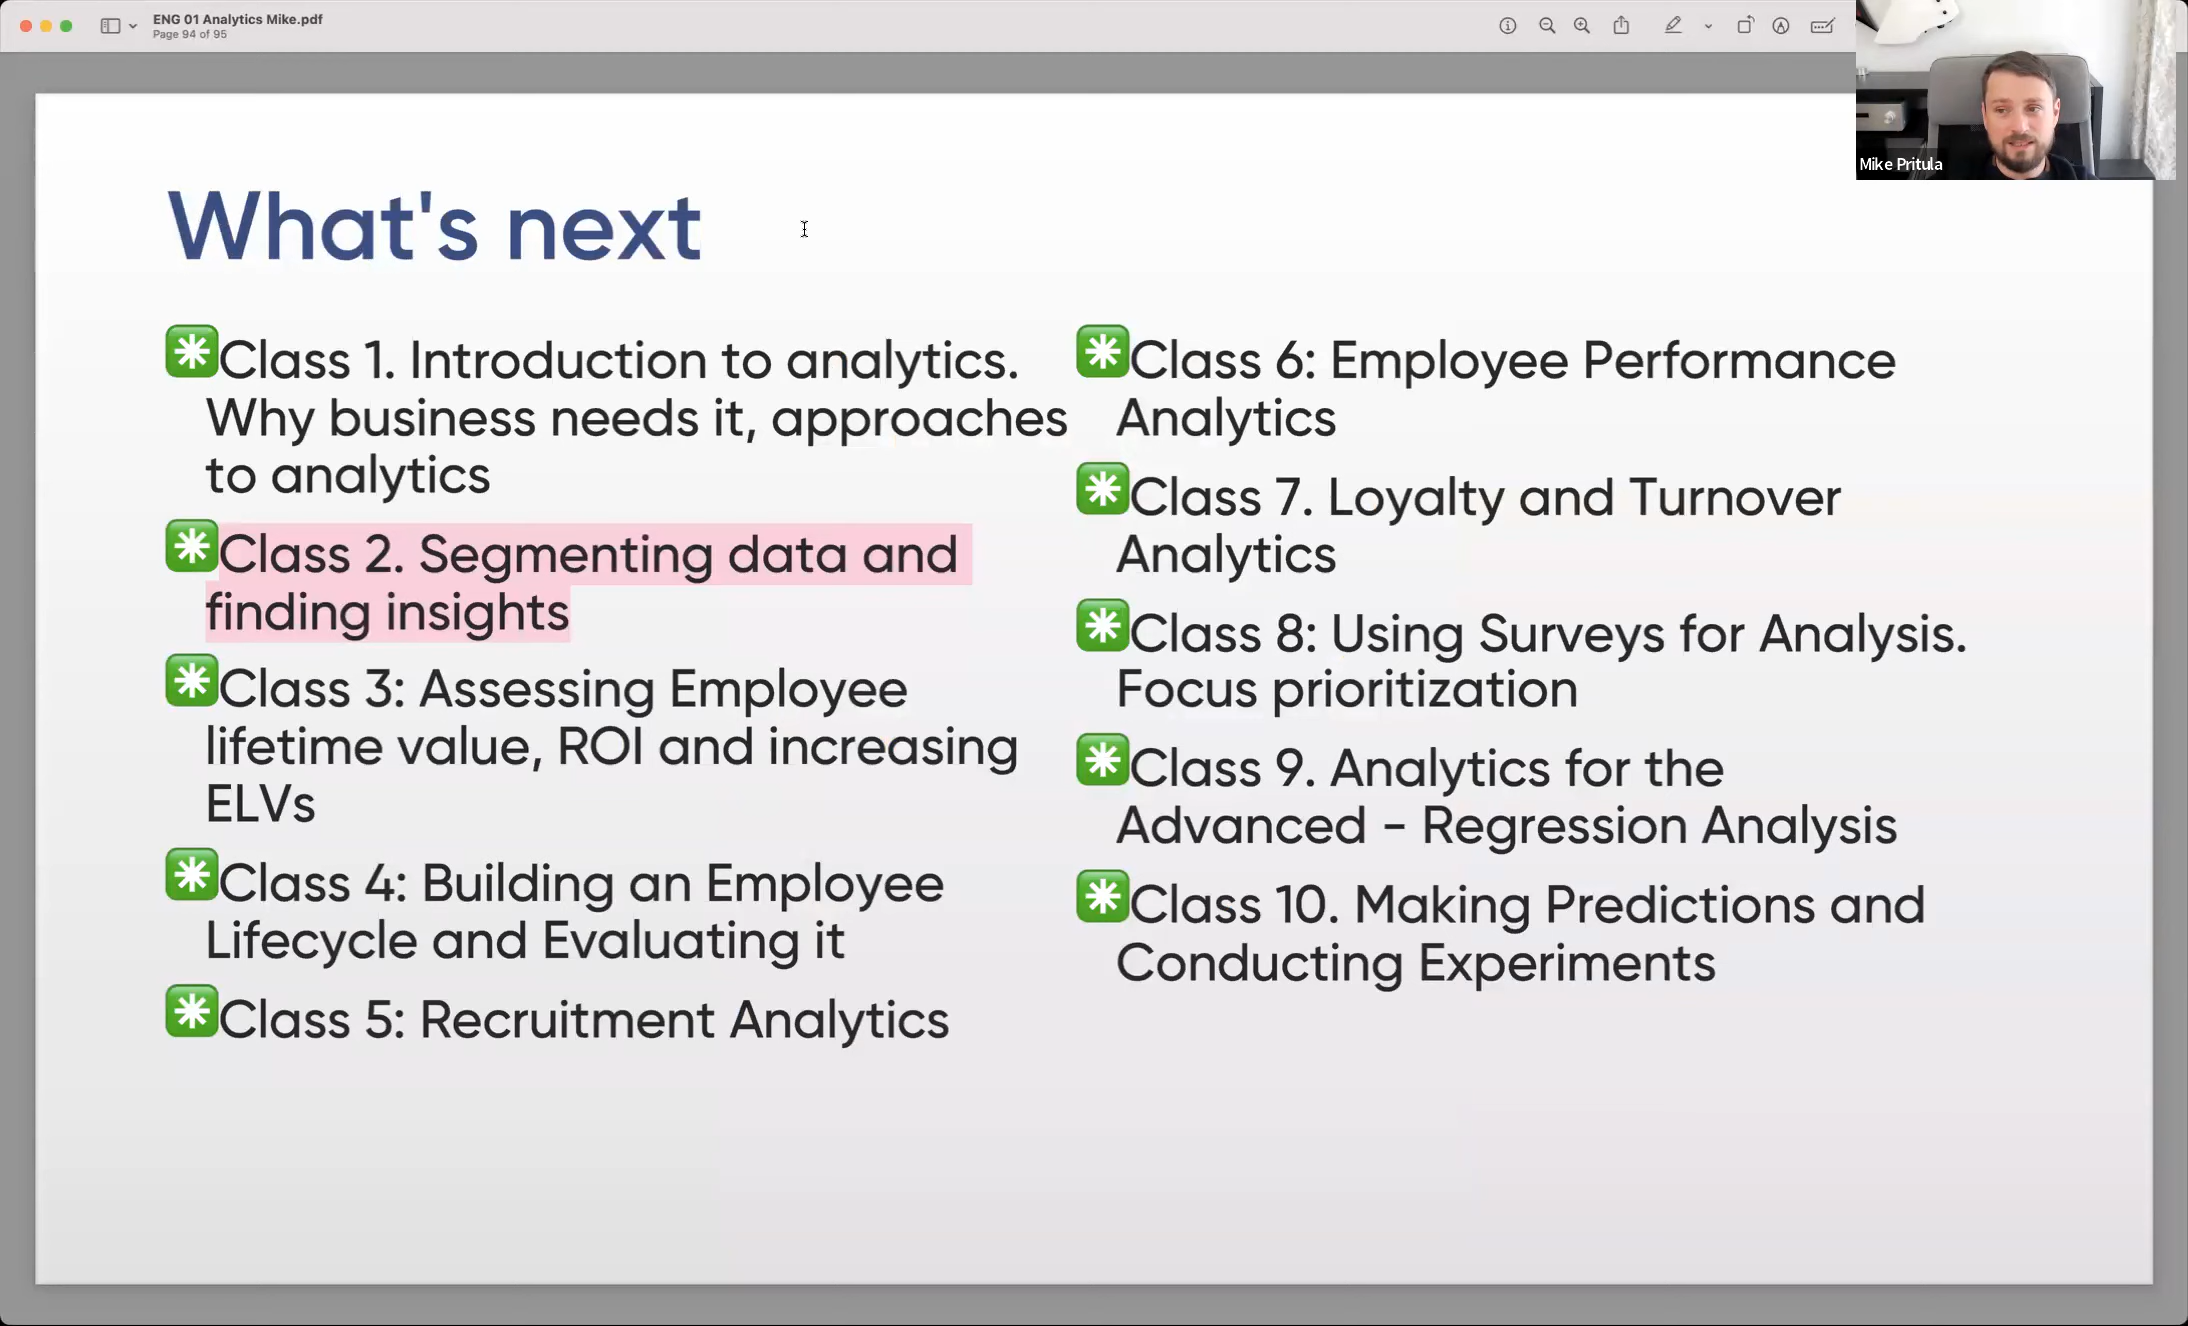 ENG 01 Analytics Mike.pdf
Page 94 of 95
Mike Pritula
What's next
Class 1. Introduction to analytics.
Why business needs it, approaches
to analytics
Class 2. Segmenting data and
finding insights
Class 3: Assessing Employee
lifetime value, ROI and increasing
ELVs
Class 4: Building an Employee
Lifecycle and Evaluating it
Class 5: Recruitment Analytics
Class 6: Employee Performance
Analytics
Class 7. Loyalty and Turnover
Analytics
Class 8: Using Surveys for Analysis.
Focus prioritization
Class 9. Analytics for the
Advanced - Regression Analysis
Class 10. Making Predictions and
Conducting Experiments